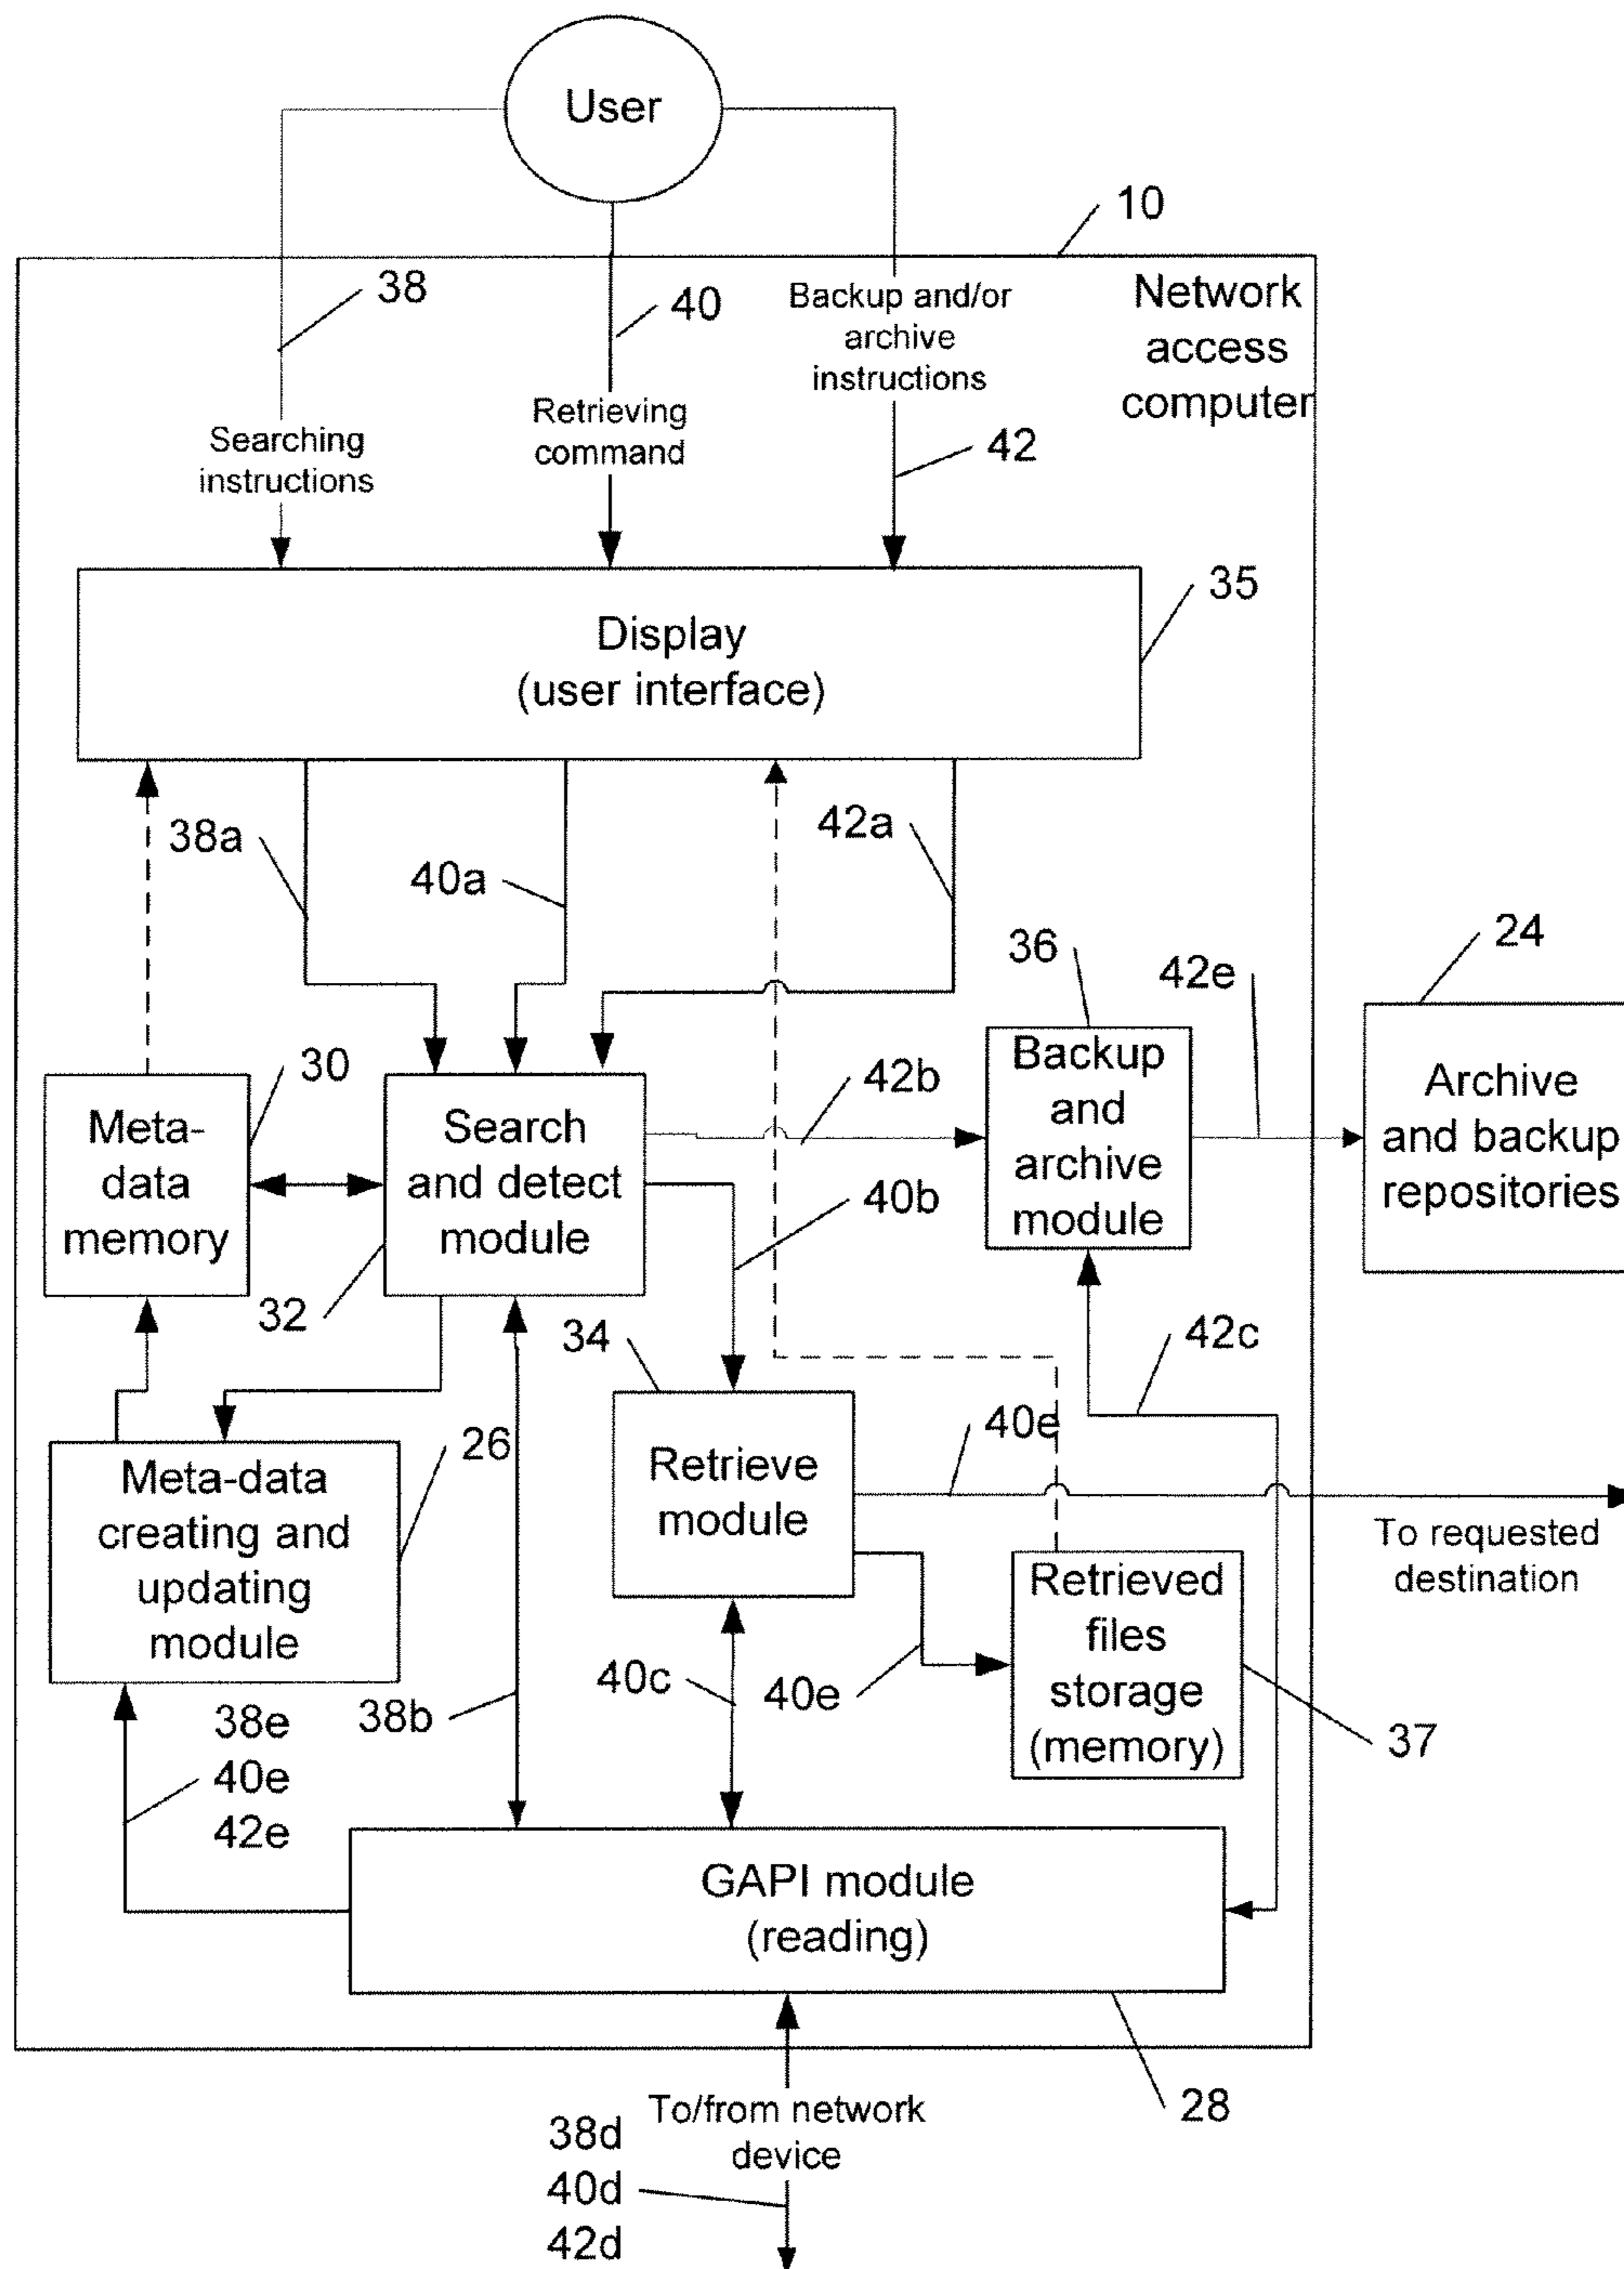 User
10
Network
access
computer
38
40
Backup and/or
archive
instructions
42
Retrieving
command
Searching
instructions
35
Display
(user interface)
38a
40a
42a
36
42e
24
30
Meta-
data
memory
Search
and detect
module
42b
Backup
and
archive
module
Archive
and backup
repositories
40b
32
34
42c
26
40e
Meta-data
creating and
updating
module
Retrieve
module
To requested
destination
Retrieved
files
storage
(memory)
38e
40e
42e
38b
40c
40e
37
GAPI module
(reading)
28
To/from network
device
38d
40d
42d